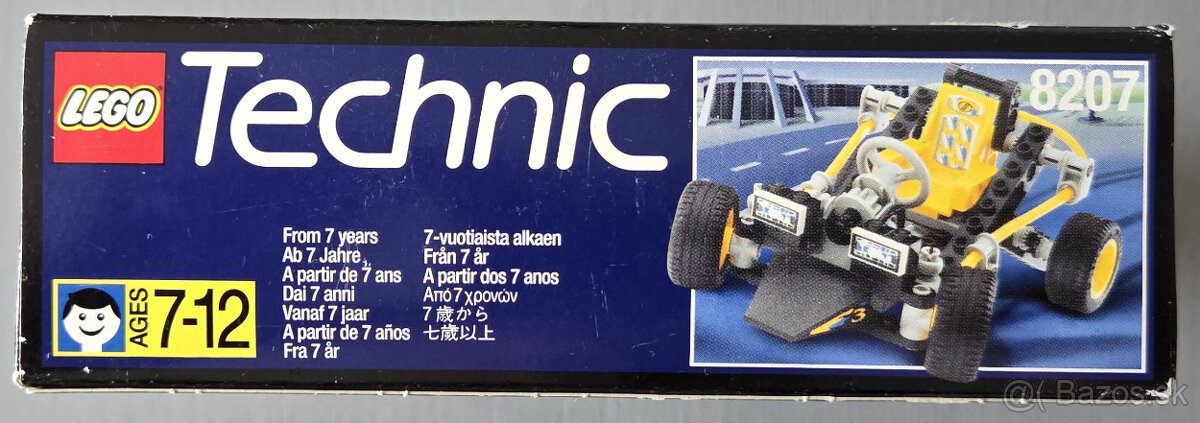 LEGO
Technic
8207
From 7 years
Ab 7 Jahre
A partir de 7 ans
Dai 7 anni
Vanaf 7 jaar
A partir de 7 años
Fra 7 år
7-vuotiaista alkaen
Från 7 år
A partir dos 7 anos
Από 7 χρονών
7歳から
七歲以上
AGES 7-12
3
@( Bazos.sk